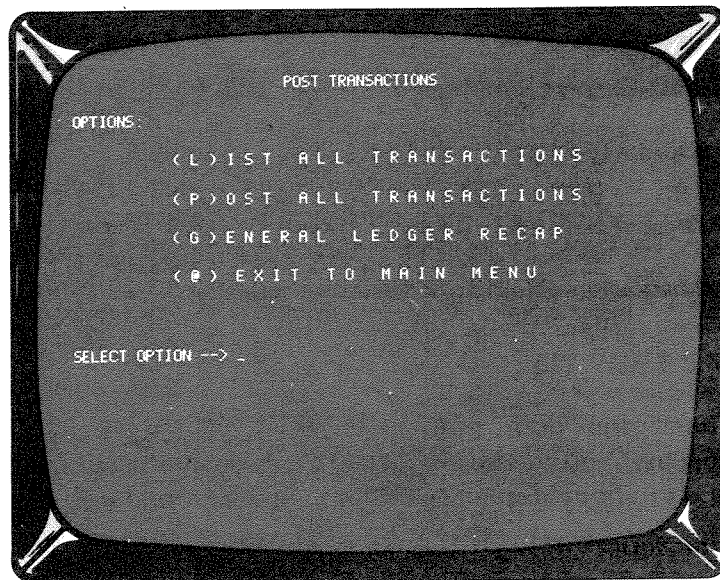 POST TRANSACTIONS
OPTIONS:
(L)IST ALL TRANSACTIONS
(P)OST ALL TRANSACTIONS
(G)ENERAL LEDGER RECAP
(@) EXIT TO MAIN MENU
SELECT OPTION --> _